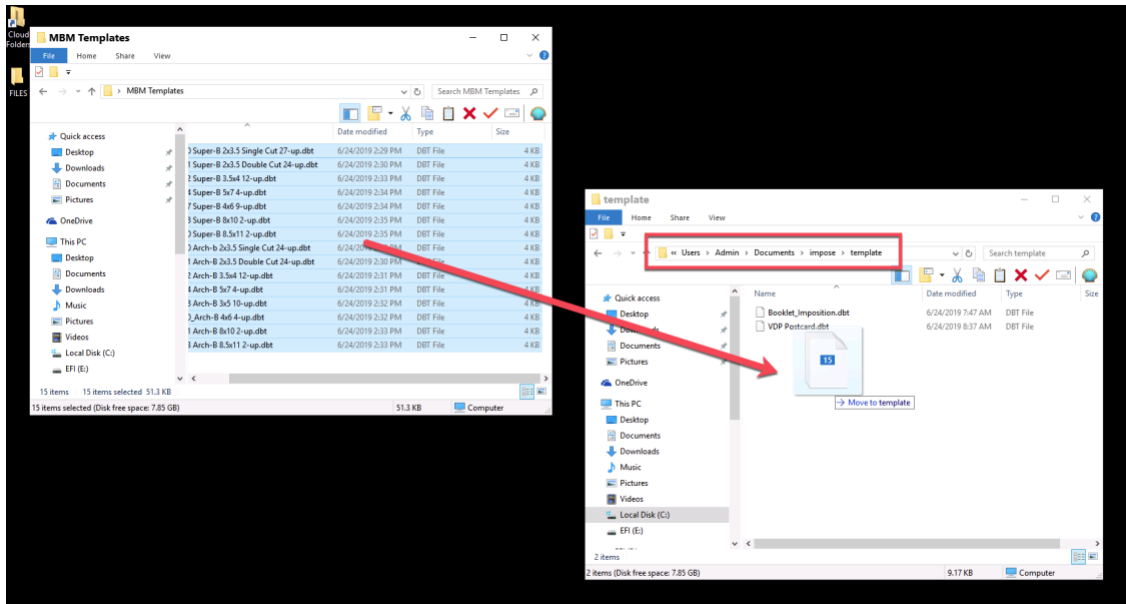 Cloud
Folders
FILES
MBM Templates
File Home Share View
MBM Templates
Search MBM Templates
Date modified Type Size
Quick access
Desktop
Downloads
Documents
Pictures
OneDrive
This PC
Desktop
Documents
Downloads
Music
Pictures
Videos
Local Disk (C:)
EFI (E:)
Super-B 2x3.5 Single Cut 27-up.dbt 6/24/2019 2:29 PM DBT File 4 KB
Super-B 2x3.5 Double Cut 24-up.dbt 6/24/2019 2:30 PM DBT File 4 KB
Super-B 3.5x4 12-up.dbt 6/24/2019 2:33 PM DBT File 4 KB
Super-B 5x7 4-up.dbt 6/24/2019 2:34 PM DBT File 4 KB
Super-B 4x6 9-up.dbt 6/24/2019 2:34 PM DBT File 4 KB
Super-B 8x10 2-up.dbt 6/24/2019 2:35 PM DBT File 4 KB
Super-B 8.5x11 2-up.dbt 6/24/2019 2:35 PM DBT File 4 KB
Arch-b 2x3.5 Single Cut 24-up.dbt 6/24/2019 PM DBT File 4 KB
Arch-B 2x3.5 Double Cut 24-up.dbt 6/24/2019 2:30 PM DBT File 4 KB
Arch-B 3.5x4 12-up.dbt 6/24/2019 2:31 PM DBT File 4 KB
Arch-B 5x7 4-up.dbt 6/24/2019 2:31 PM DBT File 4 KB
Arch-B 3x5 10-up.dbt 6/24/2019 2:32 PM DBT File 4 KB
_Arch-B 4x6 4-up.dbt 6/24/2019 2:32 PM DBT File 4 KB
Arch-B 8x10 2-up.dbt 6/24/2019 2:33 PM DBT File 4 KB
Arch-B 8.5x11 2-up.dbt 6/24/2019 2:33 PM DBT File 4 KB
15 items 15 items selected 51.3 KB
15 items selected (Disk free space: 7.85 GB) 51.3 KB Computer
template
File Home Share View
« Users › Admin › Documents › impose › template
Search template
Name Date modified Type Size
Quick access
Desktop
Downloads
Documents
Pictures
OneDrive
This PC
Desktop
Documents
Downloads
Music
Pictures
Videos
Local Disk (C:)
EFI (E:)
Booklet_Imposition.dbt 6/24/2019 7:47 AM DBT File
VDP Postcard.dbt 6/24/2019 8:37 AM DBT File
15
Move to template
2 items
2 items (Disk free space: 7.85 GB) 9.17 KB Computer